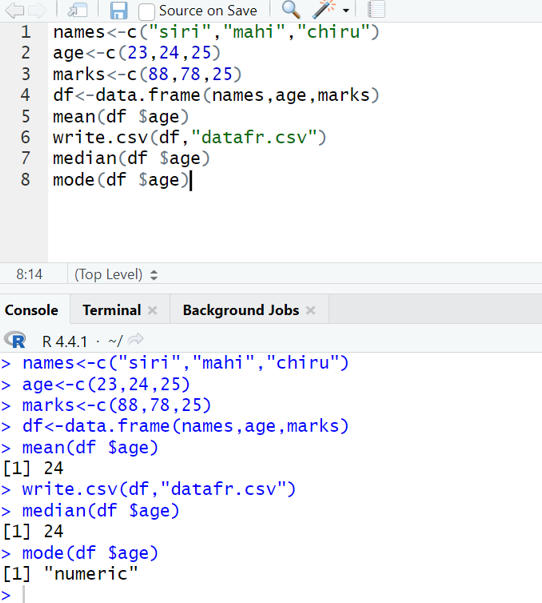 Source on Save
1 names<-c("siri","mahi","chiru")
2 age<-c(23,24,25)
3 marks<-c(88,78,25)
4 df<-data.frame(names,age,marks)
5 mean(df $age)
6 write.csv(df,"datafr.csv")
7 median(df $age)
8 mode(df $age)
8:14 (Top Level)
Console Terminal Background Jobs
R R 4.4.1 · ~/
> names<-c("siri","mahi","chiru")
> age<-c(23,24,25)
> marks<-c(88,78,25)
> df<-data.frame(names,age,marks)
> mean(df $age)
[1] 24
> write.csv(df,"datafr.csv")
> median(df $age)
[1] 24
> mode(df $age)
[1] "numeric"
>